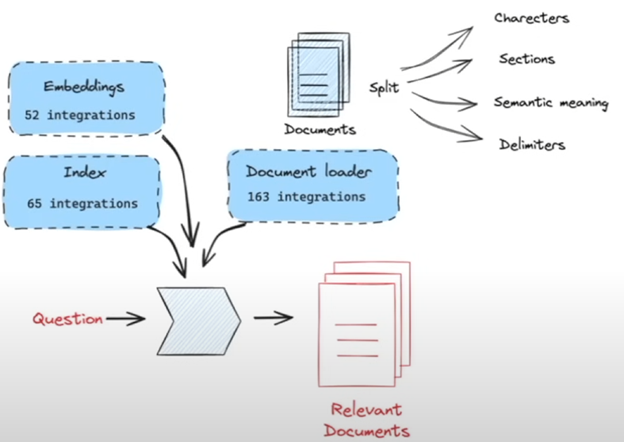 Charecters
Sections
Split
Semantic meaning
Delimiters
Documents
Embeddings
52 integrations
Index
65 integrations
Document loader
163 integrations
Question
Relevant
Documents